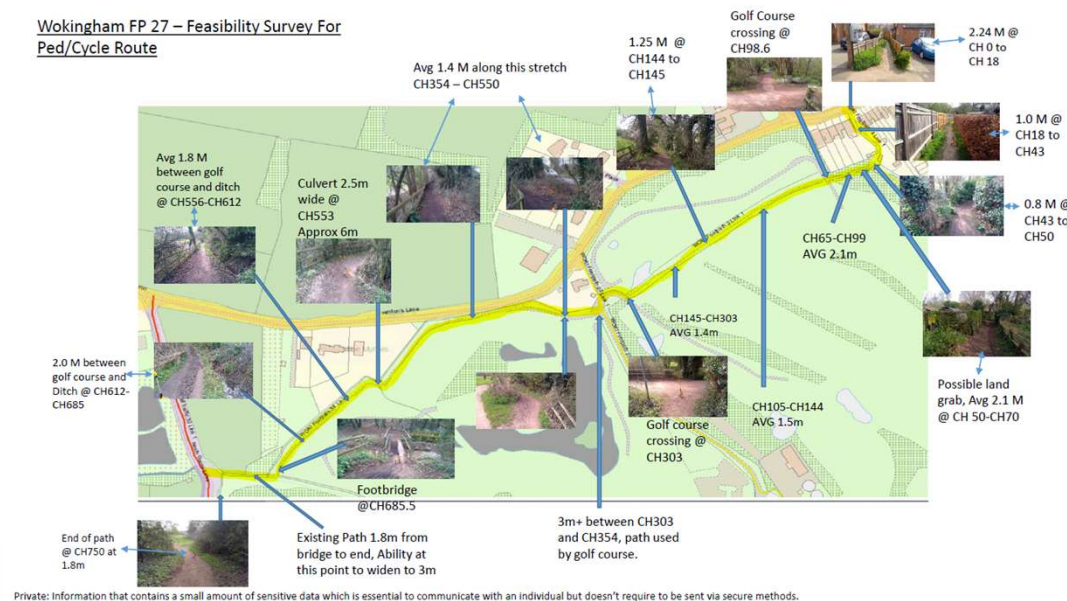 Wokingham FP 27 – Feasibility Survey For
Ped/Cycle Route
Avg 1.4 M along this stretch
CH354 – CH550
1.25 M @
CH144 to
CH145
Golf Course
crossing @
CH98.6
2.24 M @
CH 0 to
CH 18
1.0 M @
CH18 to
CH43
0.8 M @
CH43 to
CH50
Avg 1.8 M
between golf
course and ditch
@ CH556-CH612
Culvert 2.5m
wide @
CH553
Approx 6m
CH65-CH99
AVG 2.1m
CH145-CH303
AVG 1.4m
2.0 M between
golf course and
Ditch @ CH612-
CH685
CH105-CH144
AVG 1.5m
Possible land
grab, Avg 2.1 M
@ CH 50-CH70
Golf course
crossing @
CH303
Footbridge
@CH685.5
End of path
@ CH750 at
1.8m
Existing Path 1.8m from
bridge to end, Ability at
this point to widen to 3m
3m+ between CH303
and CH354, path used
by golf course.
Private: Information that contains a small amount of sensitive data which is essential to communicate with an individual but doesn't require to be sent via secure methods.